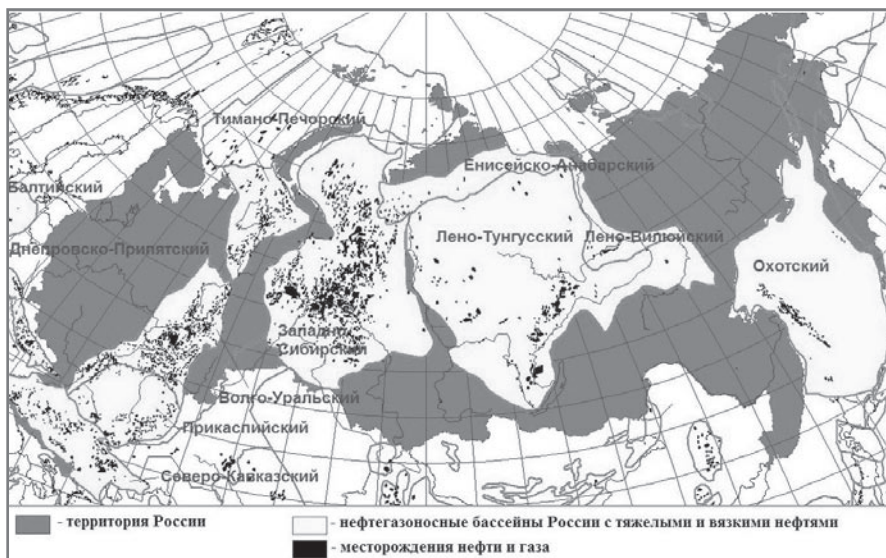 Тимано-Печорский
Енисейско-Анабарский
Балтийский
Лено-Тунгусский
Лено-Вилюйский
Днепровско-Припятский
Охотский
Западно-
Сибирский
Волго-Уральский
Прикаспийский
Северо-Кавказский
- территория России
- нефтегазоносные бассейны России с тяжелыми и вязкими нефтями
- месторождения нефти и газа